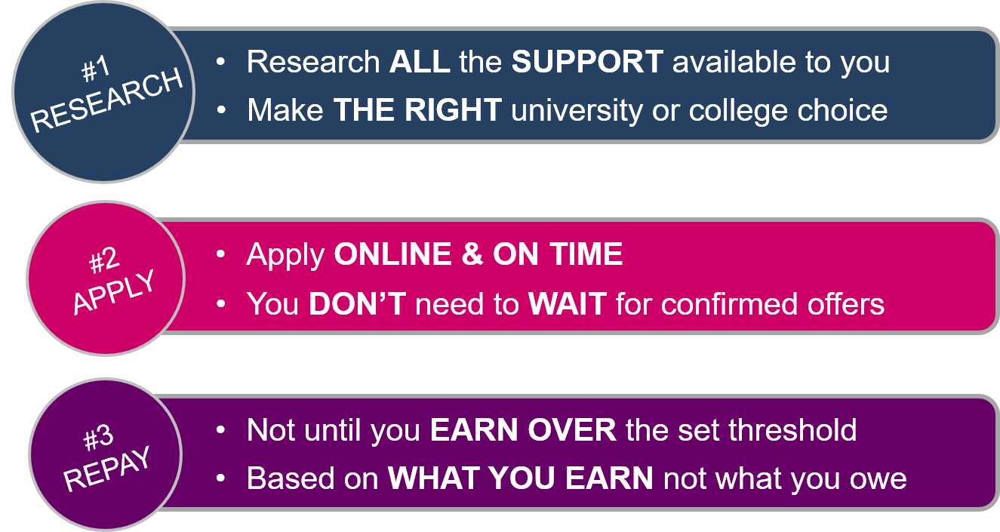 #1
RESEARCH
• Research ALL the SUPPORT available to you
• Make THE RIGHT university or college choice
#2
APPLY
• Apply ONLINE & ON TIME
• You DON’T need to WAIT for confirmed offers
#3
REPAY
• Not until you EARN OVER the set threshold
• Based on WHAT YOU EARN not what you owe